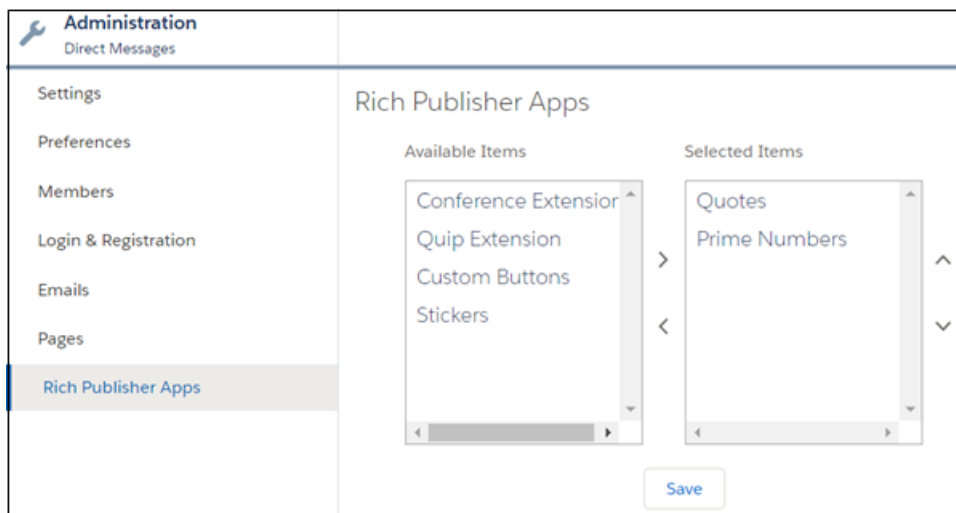 Administration
Direct Messages
Settings
Preferences
Members
Login & Registration
Emails
Pages
Rich Publisher Apps
Rich Publisher Apps
Available Items
Selected Items
Conference Extension
Quip Extension
Custom Buttons
Stickers
Quotes
Prime Numbers
Save